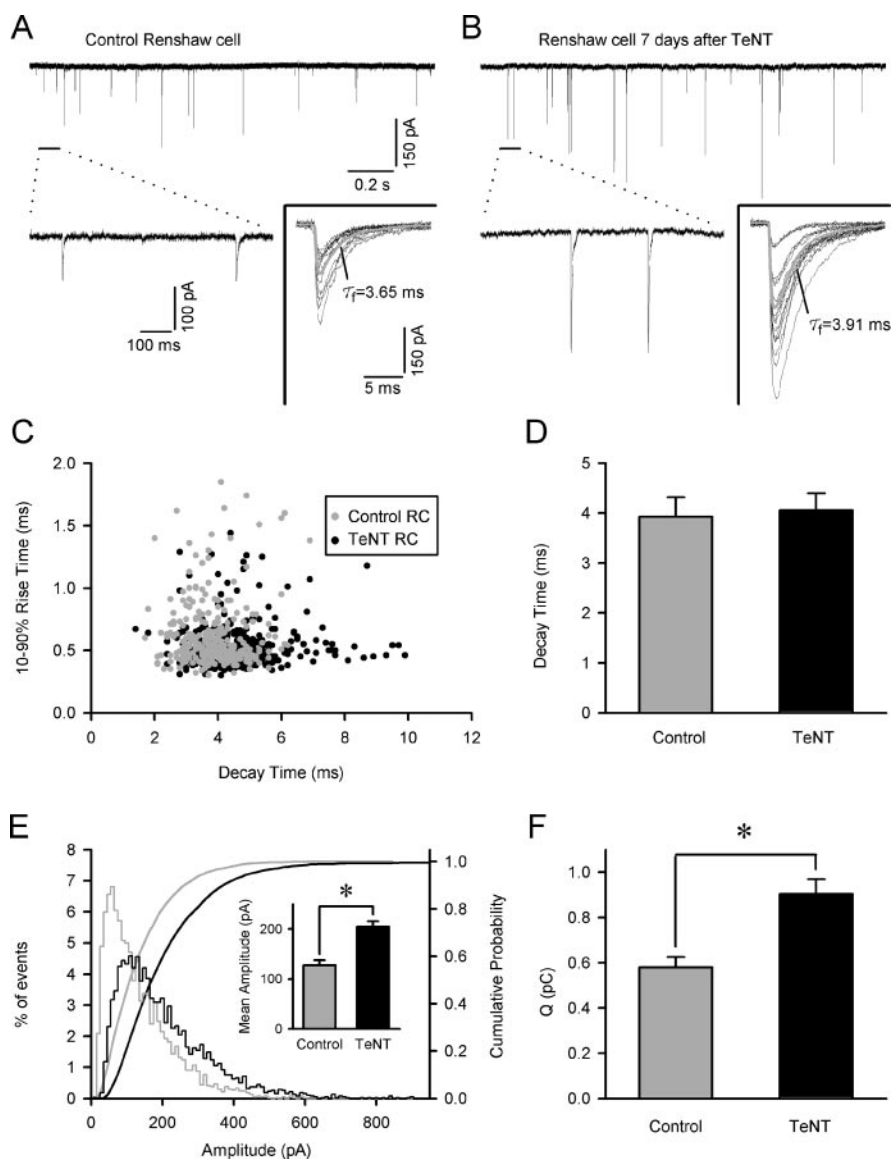 A
Control Renshaw cell
150 pA
0.2 s
100 pA
100 ms
τf=3.65 ms
150 pA
5 ms
B
Renshaw cell 7 days after TeNT
τf=3.91 ms
C
2.0
1.5
1.0
0.5
0.0
10-90% Rise Time (ms)
Control RC
TeNT RC
0 2 4 6 8 10 12
Decay Time (ms)
D
5
4
3
2
1
0
Decay Time (ms)
Control TeNT
E
8
7
6
5
4
3
2
1
0
% of events
0 200 400 600 800
Amplitude (pA)
1.0
0.8
0.6
0.4
0.2
0.0
Cumulative Probability
*
200
100
0
Mean Amplitude (pA)
Control TeNT
F
*
1.0
0.8
0.6
0.4
0.2
0.0
Q (pC)
Control TeNT